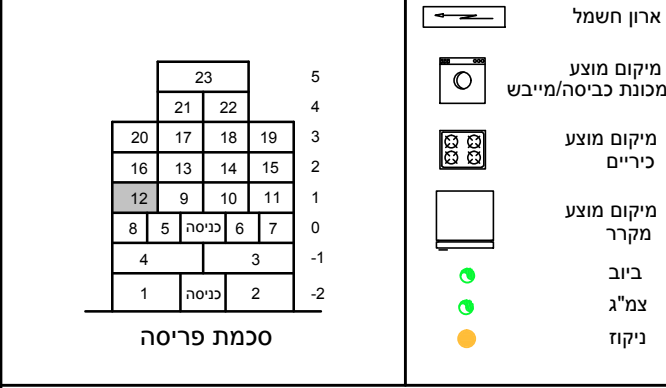 23 5
21 22 4
20 17 18 19 3
16 13 14 15 2
12 9 10 11 1
8 5 כניסה 6 7 0
4 3 -1
1 כניסה 2 -2
סכמת פריסה
ארון חשמל
מיקום מוצע
מכונת כביסה/מייבש
מיקום מוצע
כיריים
מיקום מוצע
מקרר
ביוב
צמ"ג
ניקוז